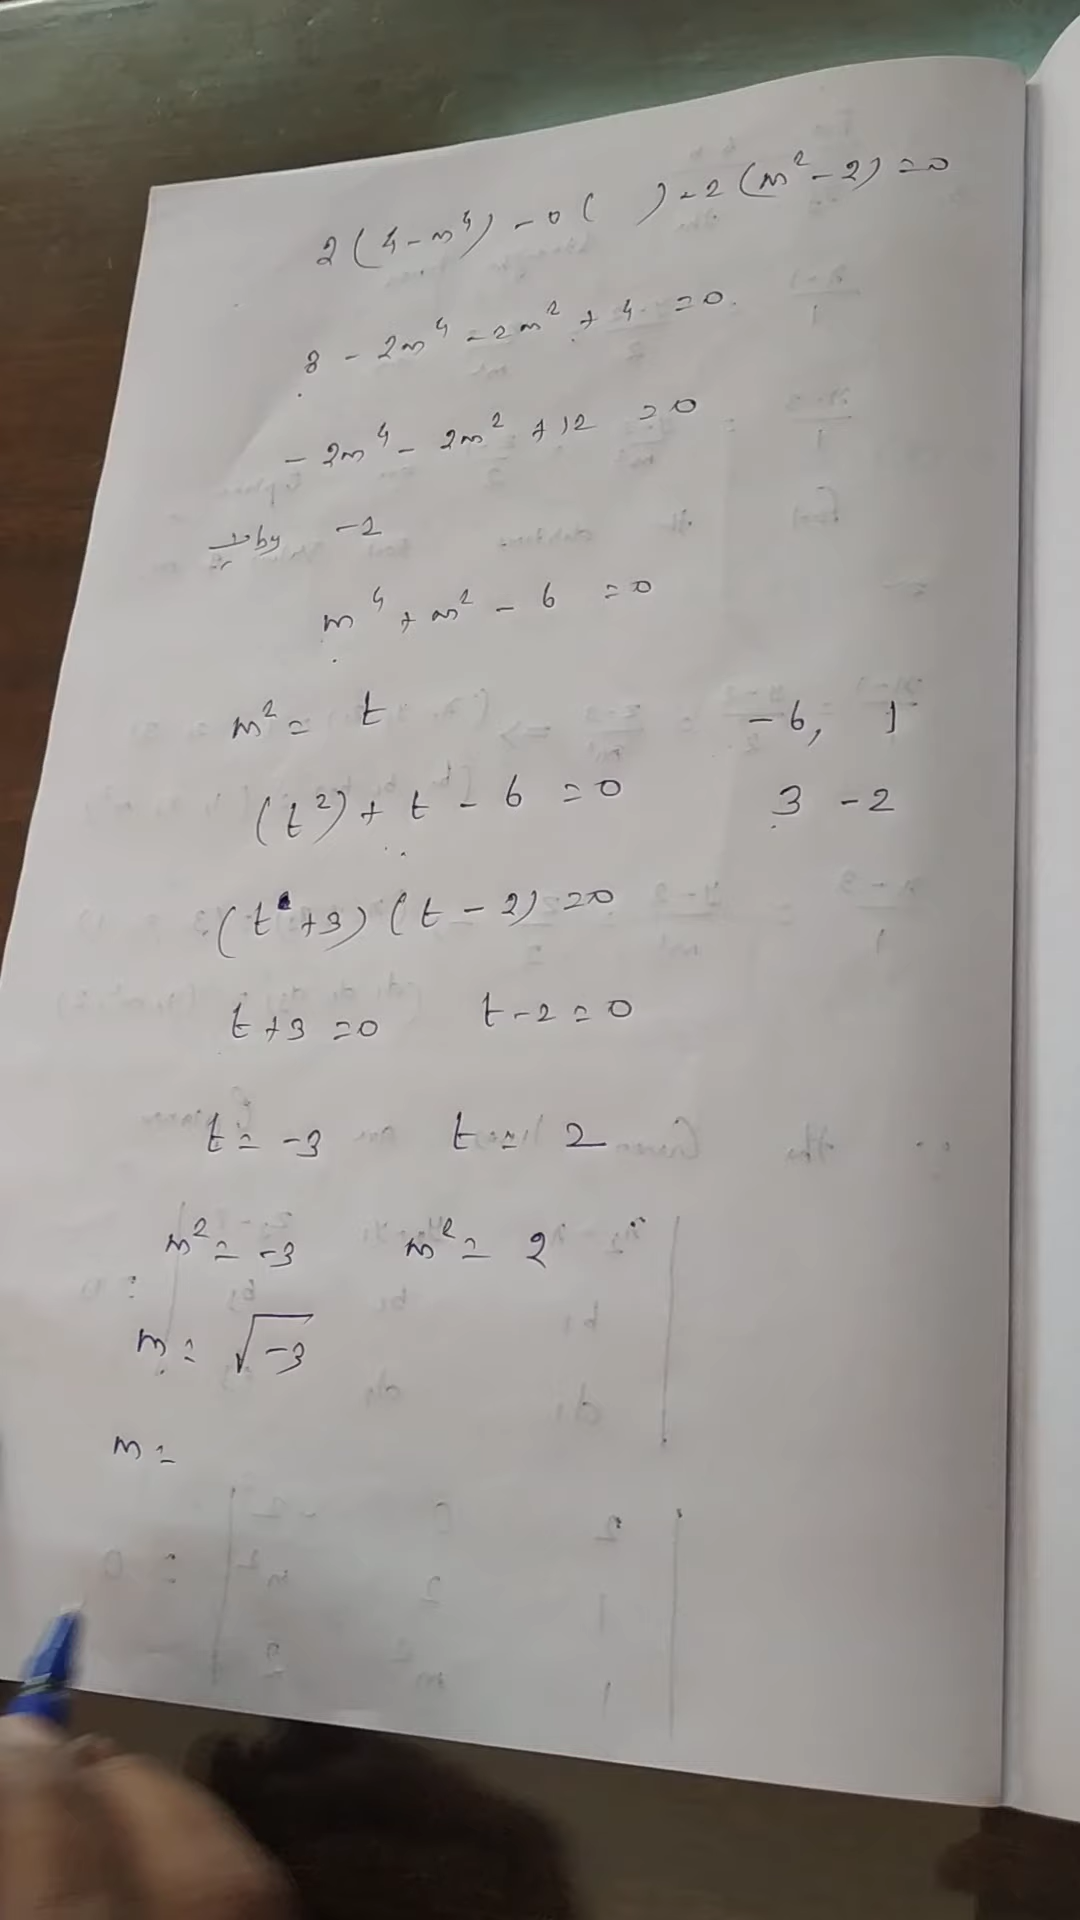 2(4-m⁴) - 0( ) - 2(m²-2) = 0
8 - 2m⁴ - 2m² + 4 = 0
- 2m⁴ - 2m² + 12 = 0
by -2
m⁴ + m² - 6 = 0
m² = t -6, 1
(t²) + t - 6 = 0 3 -2
(t+3)(t-2) = 0
t+3 = 0 t-2 = 0
t = -3 t = 2
m² = -3 m² = 2
m = √-3
m =